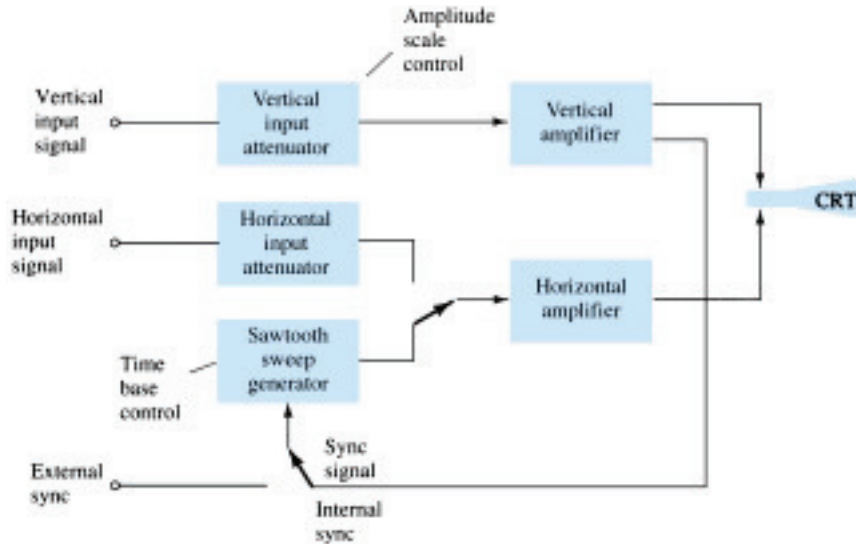 Amplitude
scale
control
Vertical
input
signal
Vertical
input
attenuator
Vertical
amplifier
CRT
Horizontal
input
signal
Horizontal
input
attenuator
Horizontal
amplifier
Sawtooth
sweep
generator
Time
base
control
Sync
signal
External
sync
Internal
sync